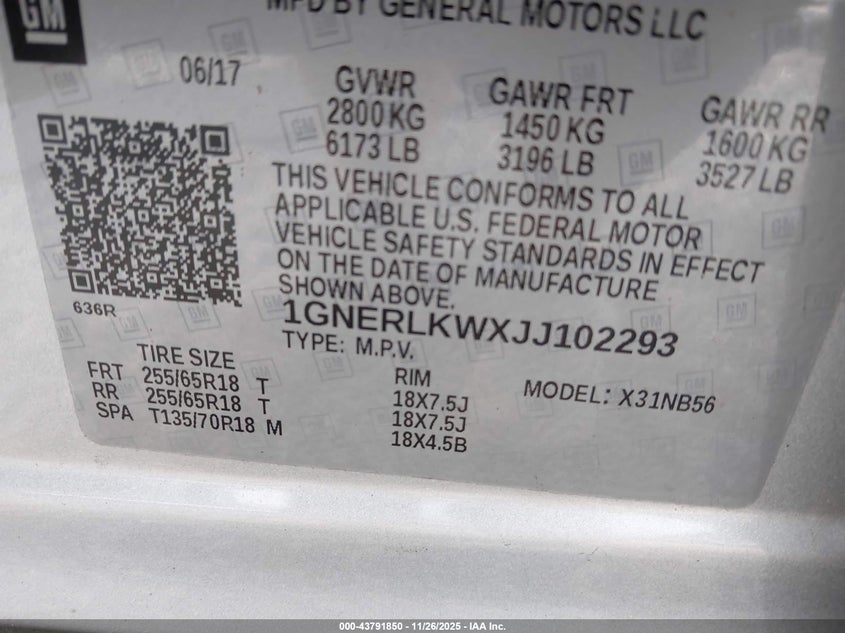 GM
MFD BY GENERAL MOTORS LLC
06/17
GVWR
2800 KG
6173 LB
GAWR FRT
1450 KG
3196 LB
GAWR RR
1600 KG
3527 LB
THIS VEHICLE CONFORMS TO ALL
APPLICABLE U.S. FEDERAL MOTOR
VEHICLE SAFETY STANDARDS IN EFFECT
ON THE DATE OF MANUFACTURE
SHOWN ABOVE.
636R
1GNERLKWXJJ102293
TYPE: M.P.V.
MODEL: X31NB56
TIRE SIZE RIM
FRT 255/65R18 T 18X7.5J
RR 255/65R18 T 18X7.5J
SPA T135/70R18 M 18X4.5B
000-43791850 - 11/26/2025 - IAA Inc.